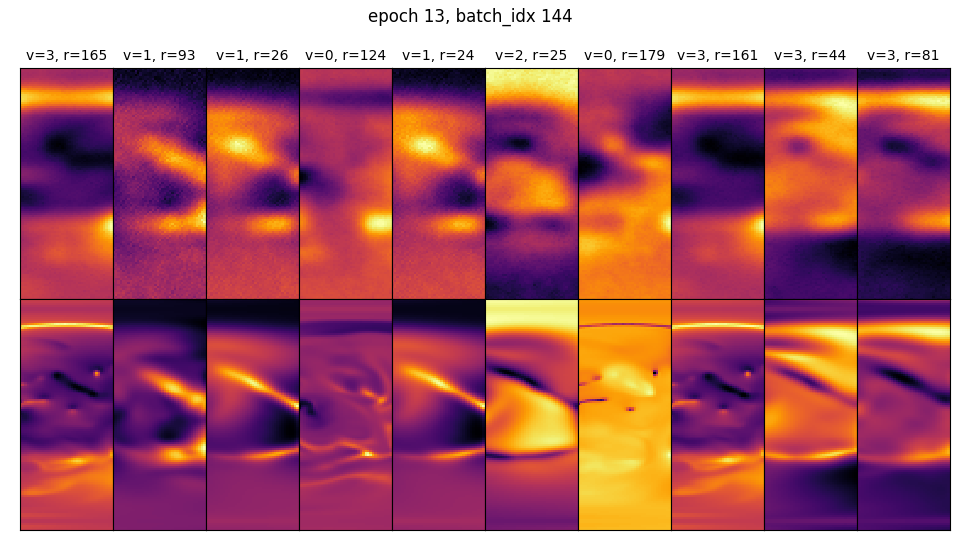 epoch 13, batch_idx 144
v=3, r=165 v=1, r=93 v=1, r=26 v=0, r=124 v=1, r=24 v=2, r=25 v=0, r=179 v=3, r=161 v=3, r=44 v=3, r=81